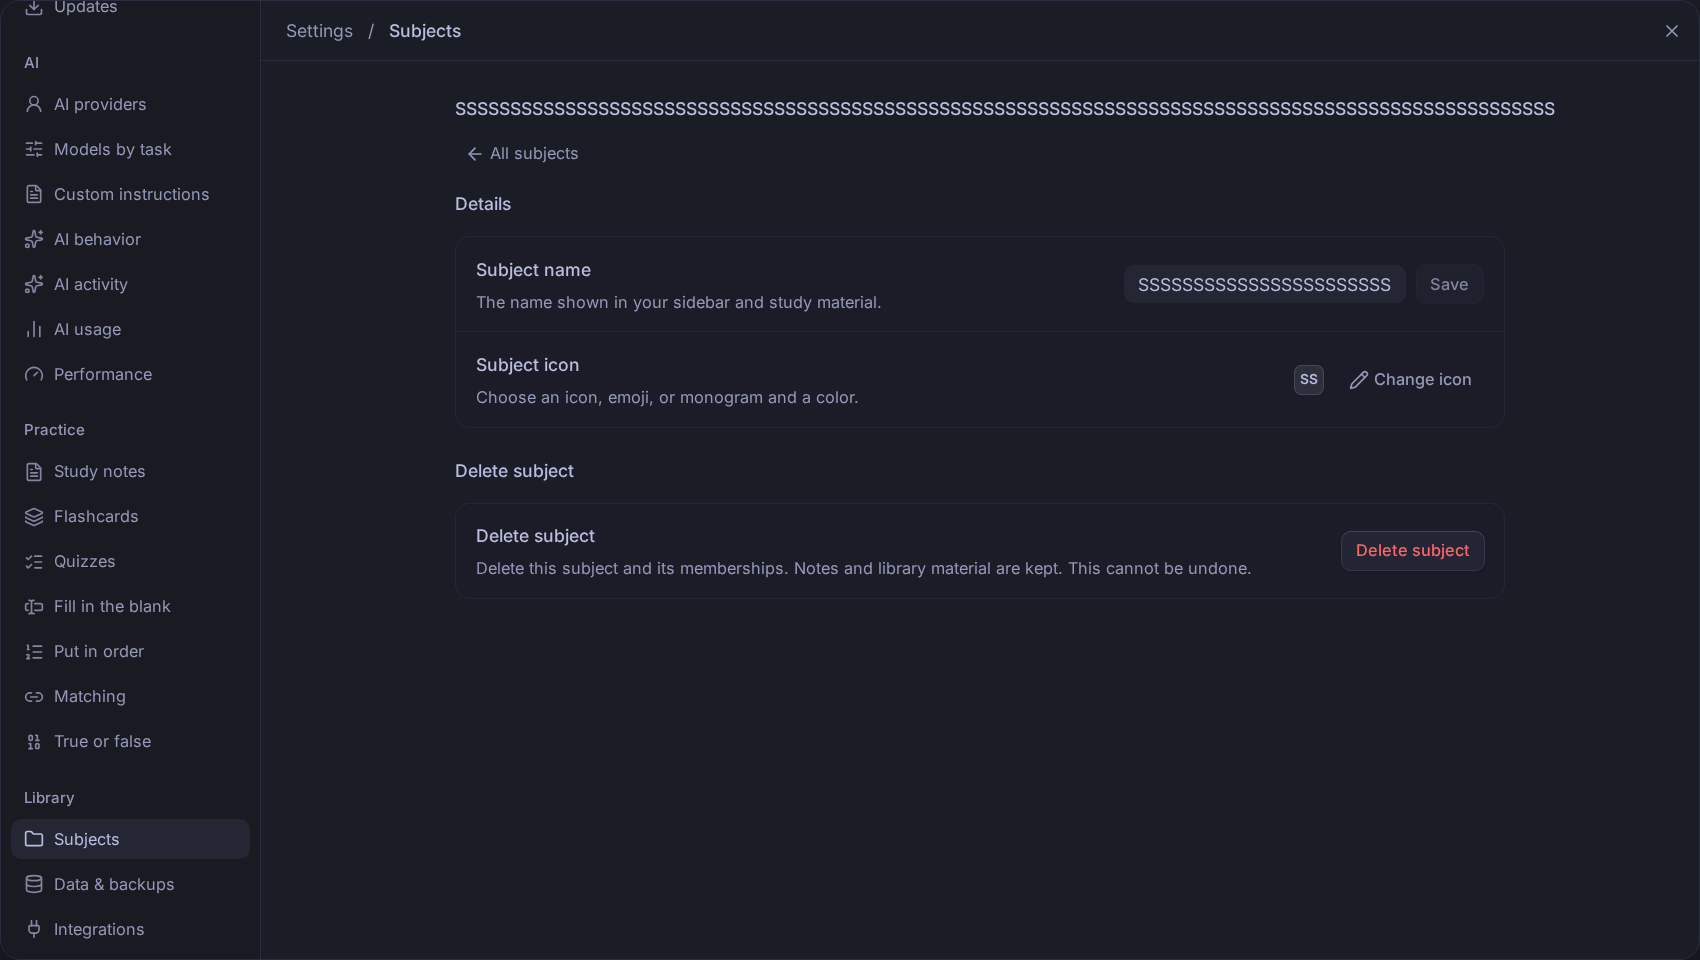 Updates
AI
AI providers
Models by task
Custom instructions
AI behavior
AI activity
AI usage
Performance
Practice
Study notes
Flashcards
Quizzes
Fill in the blank
Put in order
Matching
True or false
Library
Subjects
Data & backups
Integrations
Settings / Subjects
SSSSSSSSSSSSSSSSSSSSSSSSSSSSSSSSSSSSSSSSSSSSSSSSSSSSSSSSSSSSSSSSSSSSSSSSSSSSSSSSSSSSSSSSSSSSSSSSSSSS
All subjects
Details
Subject name
The name shown in your sidebar and study material.
SSSSSSSSSSSSSSSSSSSSSSS
Save
Subject icon
Choose an icon, emoji, or monogram and a color.
SS
Change icon
Delete subject
Delete subject
Delete this subject and its memberships. Notes and library material are kept. This cannot be undone.
Delete subject